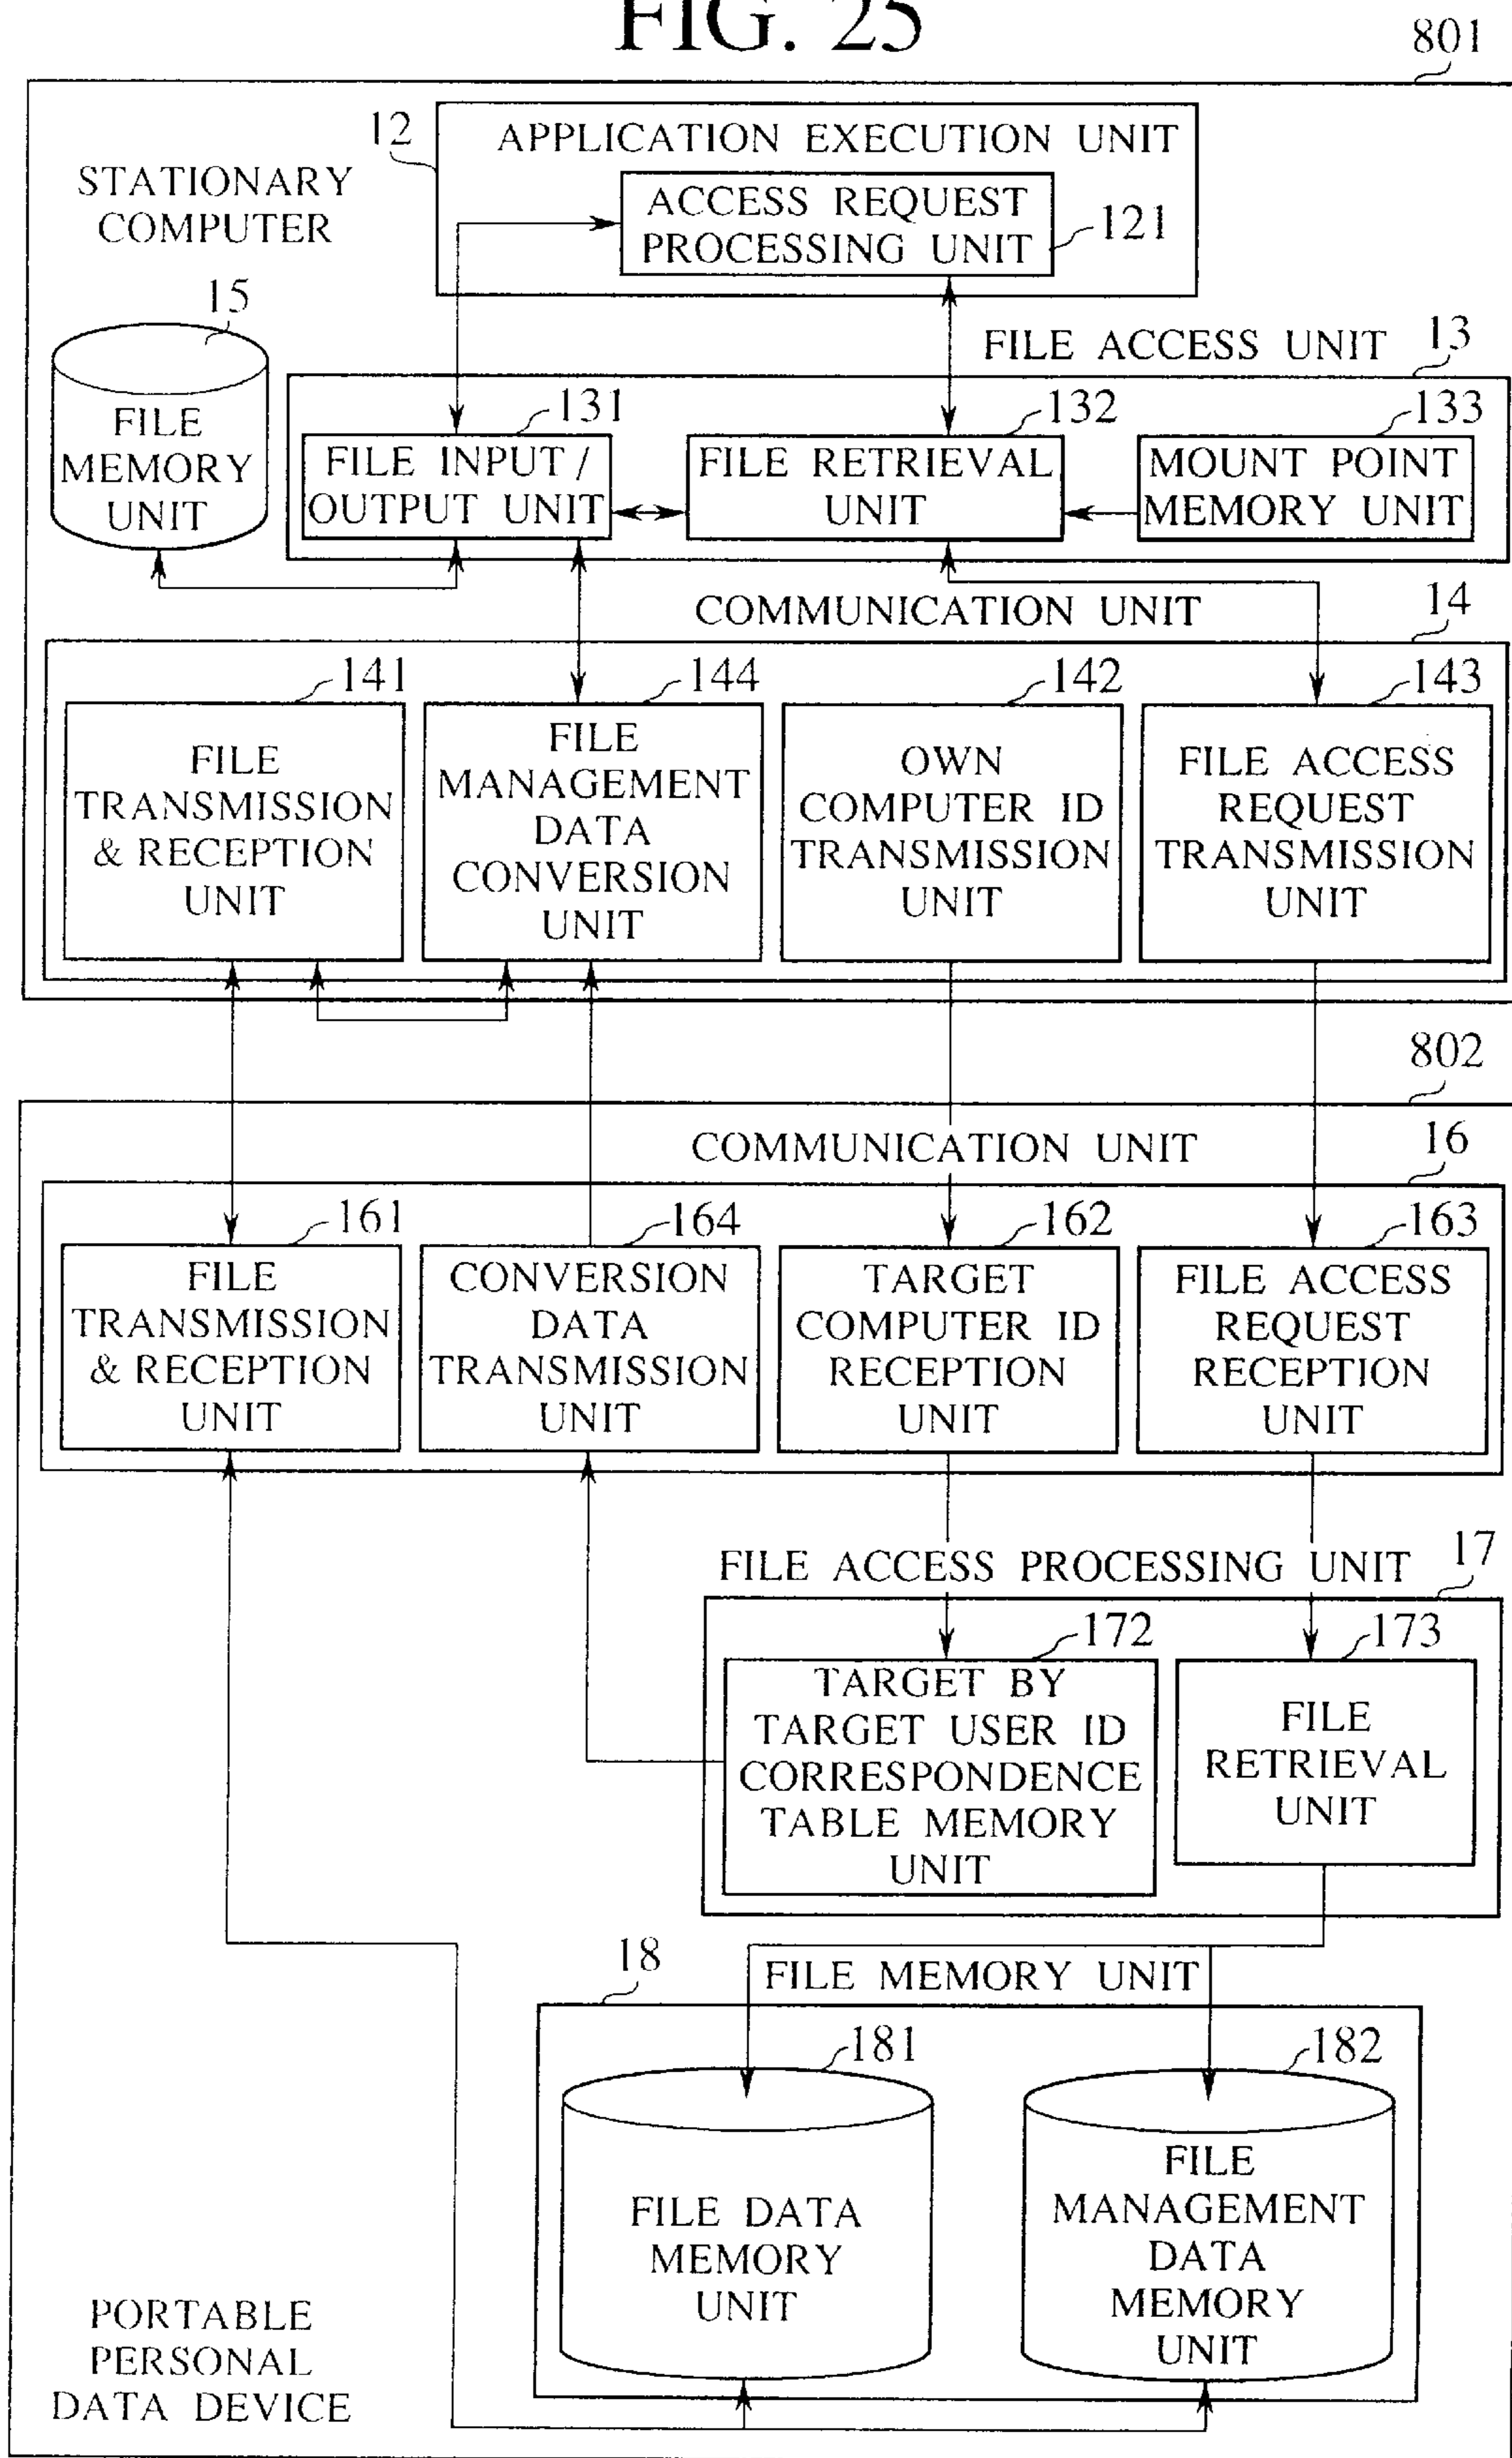 FIG. 25
801
12
APPLICATION EXECUTION UNIT
STATIONARY
COMPUTER
ACCESS REQUEST
PROCESSING UNIT
121
15
FILE
MEMORY
UNIT
FILE ACCESS UNIT
13
131
FILE INPUT /
OUTPUT UNIT
132
FILE RETRIEVAL
UNIT
133
MOUNT POINT
MEMORY UNIT
COMMUNICATION UNIT
14
141
FILE
TRANSMISSION
& RECEPTION
UNIT
144
FILE
MANAGEMENT
DATA
CONVERSION
UNIT
142
OWN
COMPUTER ID
TRANSMISSION
UNIT
143
FILE ACCESS
REQUEST
TRANSMISSION
UNIT
802
COMMUNICATION UNIT
16
161
FILE
TRANSMISSION
& RECEPTION
UNIT
164
CONVERSION
DATA
TRANSMISSION
UNIT
162
TARGET
COMPUTER ID
RECEPTION
UNIT
163
FILE ACCESS
REQUEST
RECEPTION
UNIT
FILE ACCESS PROCESSING UNIT
17
172
TARGET BY
TARGET USER ID
CORRESPONDENCE
TABLE MEMORY
UNIT
173
FILE
RETRIEVAL
UNIT
18
FILE MEMORY UNIT
181
FILE DATA
MEMORY
UNIT
182
FILE
MANAGEMENT
DATA
MEMORY
UNIT
PORTABLE
PERSONAL
DATA DEVICE